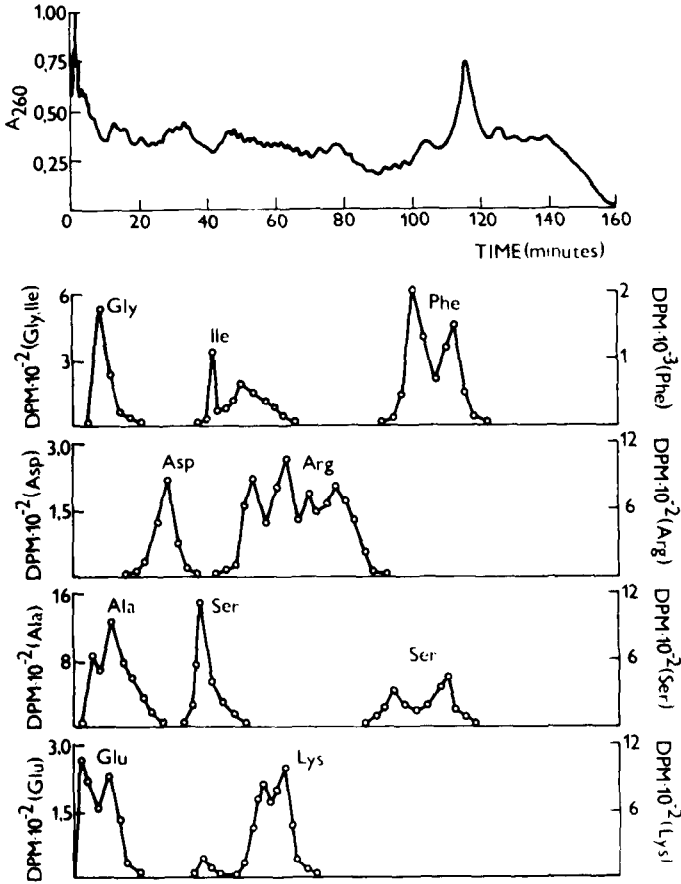 A260
1,00
0,75
0,50
0,25
0 20 40 60 80 100 120 140 160
TIME (minutes)
DPM·10-2 (Gly,Ile)
6
3
Gly
Ile
Phe
2
1
DPM·10-3 (Phe)
DPM·10-2 (Asp)
3.0
1.5
Asp
Arg
12
6
DPM·10-2 (Arg)
DPM·10-2 (Ala)
16
8
Ala
Ser
Ser
12
6
DPM·10-2 (Ser)
DPM·10-2 (Glu)
3.0
1.5
Glu
Lys
12
6
DPM·10-2 (Lys)